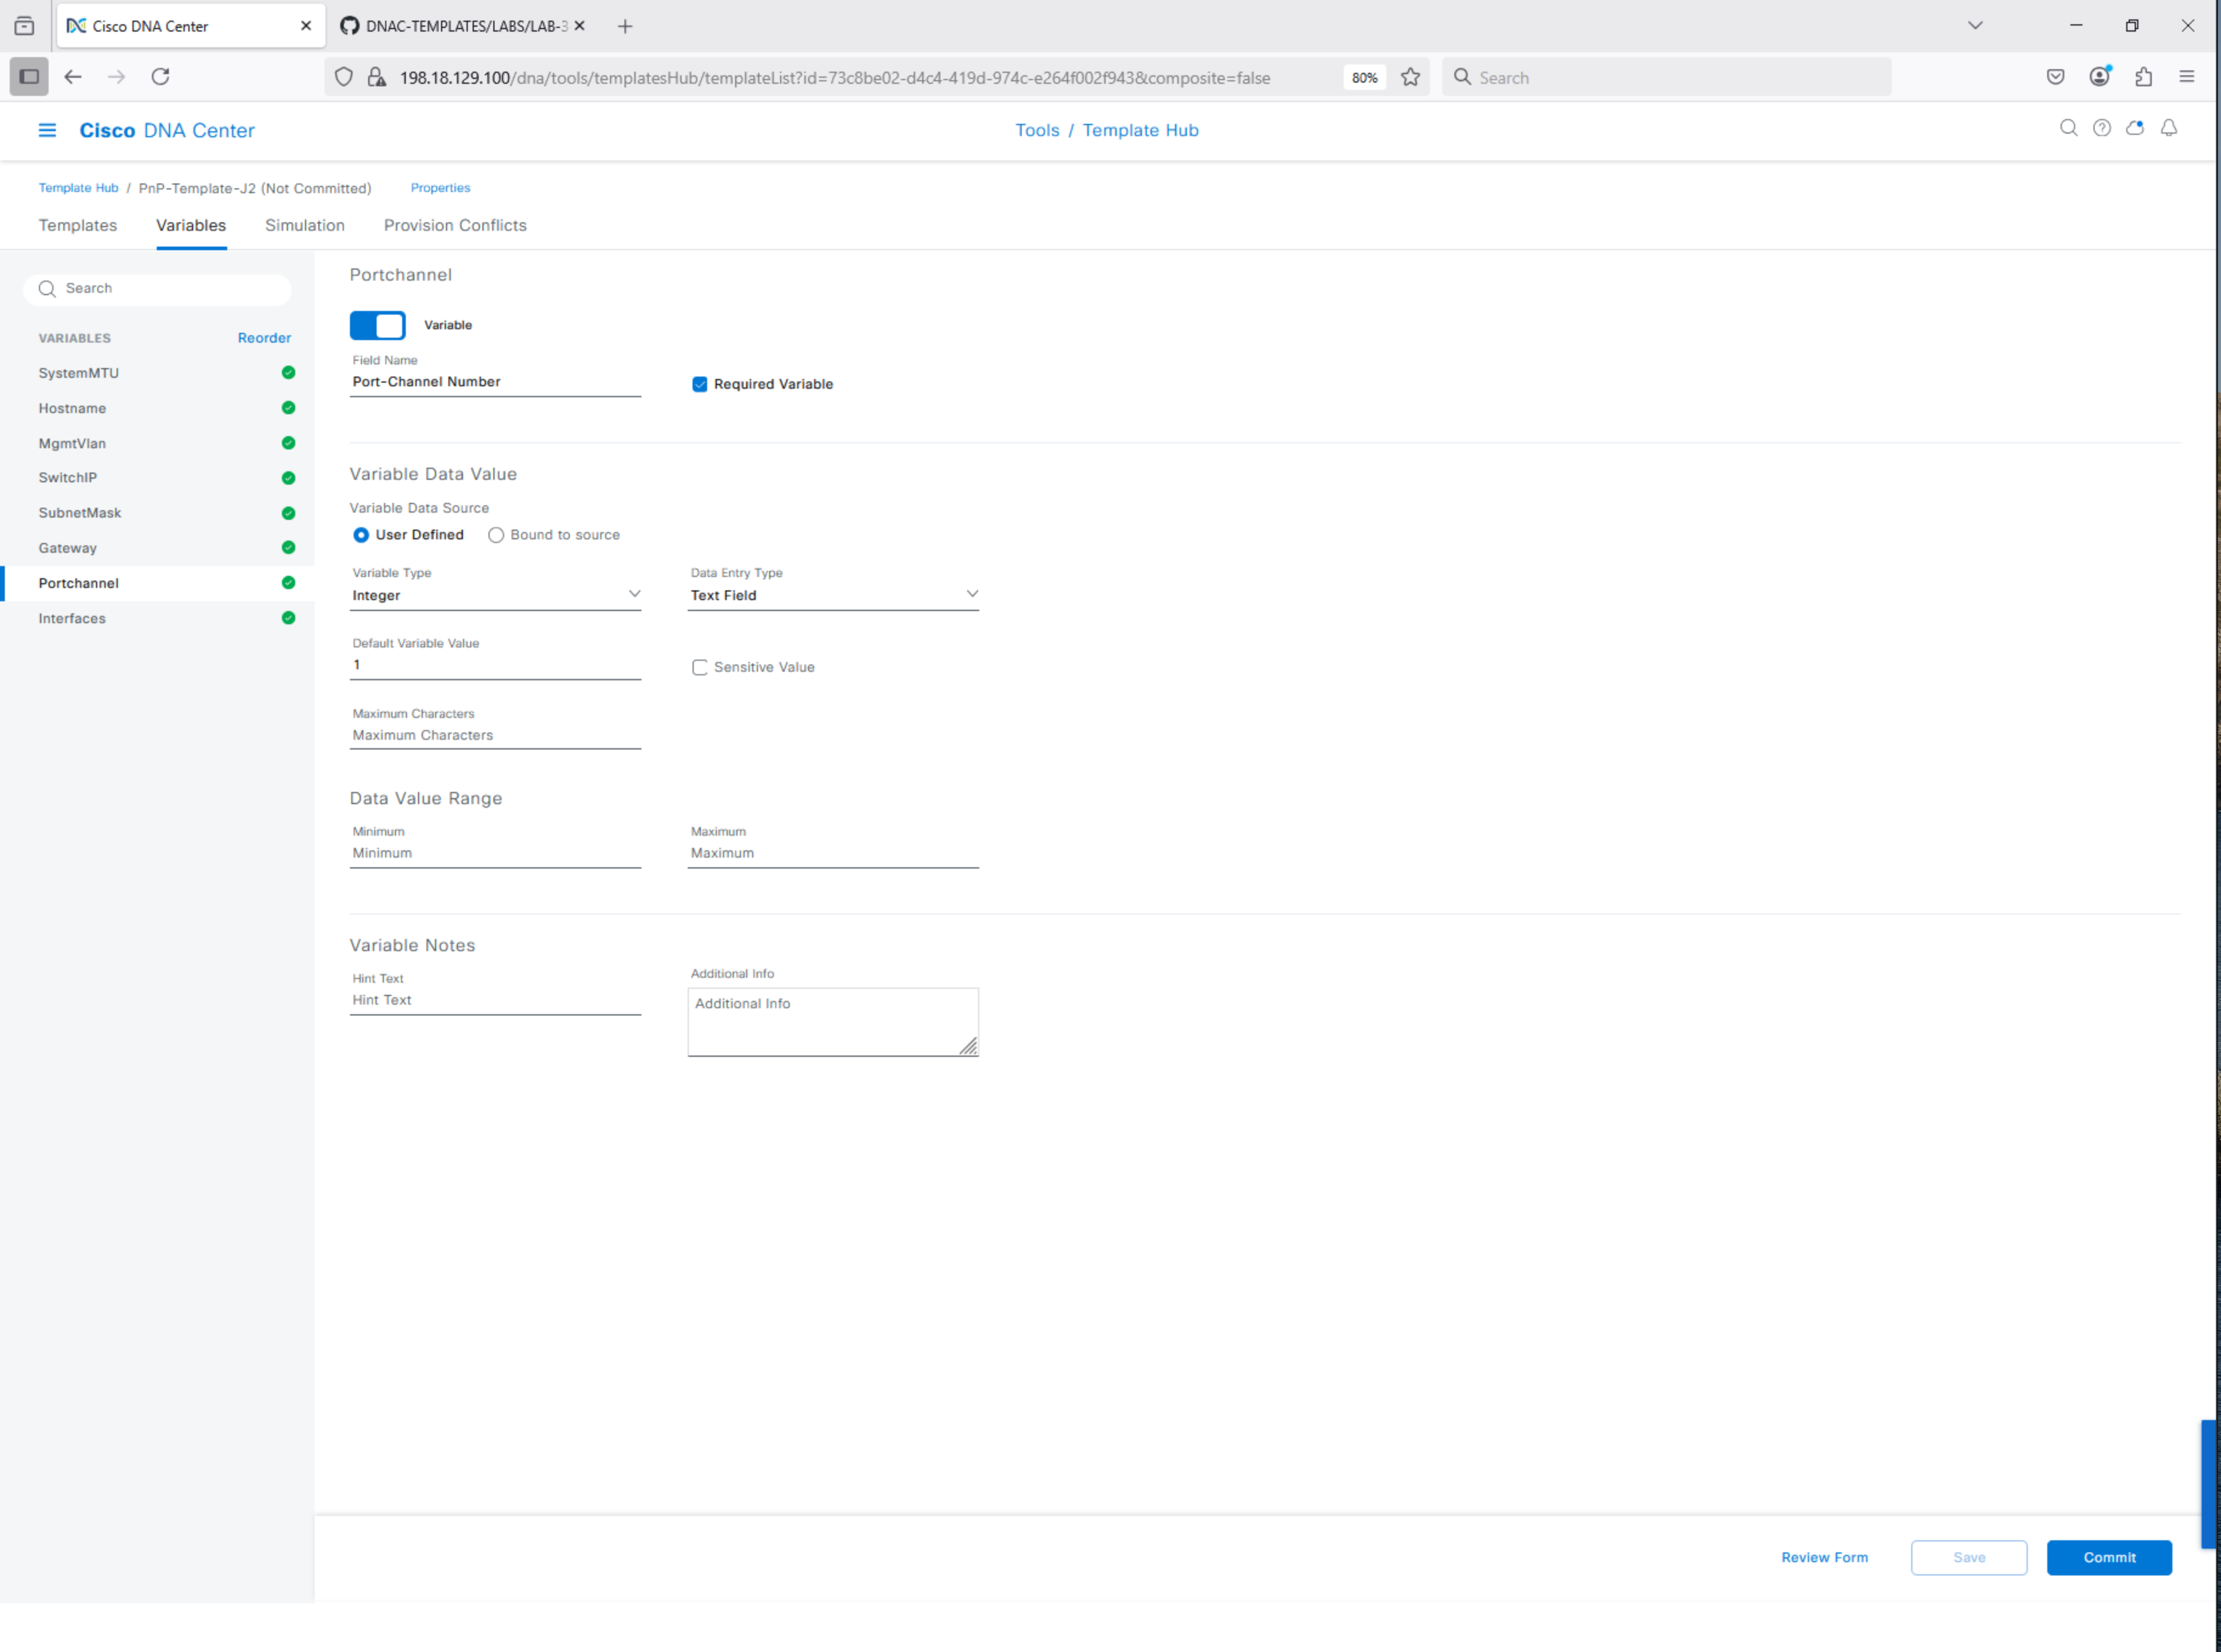 Cisco DNA Center
DNAC-TEMPLATES/LABS/LAB-3
198.18.129.100/dna/tools/templatesHub/templateList?id=73c8be02-d4c4-419d-974c-e264f002f943&composite=false
80%
Search
Cisco DNA Center
Tools / Template Hub
Template Hub / PnP-Template-J2 (Not Committed) Properties
Templates Variables Simulation Provision Conflicts
Search
VARIABLES Reorder
SystemMTU
Hostname
MgmtVlan
SwitchIP
SubnetMask
Gateway
Portchannel
Interfaces
Portchannel
Variable
Field Name
Port-Channel Number
Required Variable
Variable Data Value
Variable Data Source
User Defined Bound to source
Variable Type Data Entry Type
Integer Text Field
Default Variable Value
1
Sensitive Value
Maximum Characters
Maximum Characters
Data Value Range
Minimum Maximum
Minimum Maximum
Variable Notes
Hint Text Additional Info
Hint Text Additional Info
Review Form Save Commit